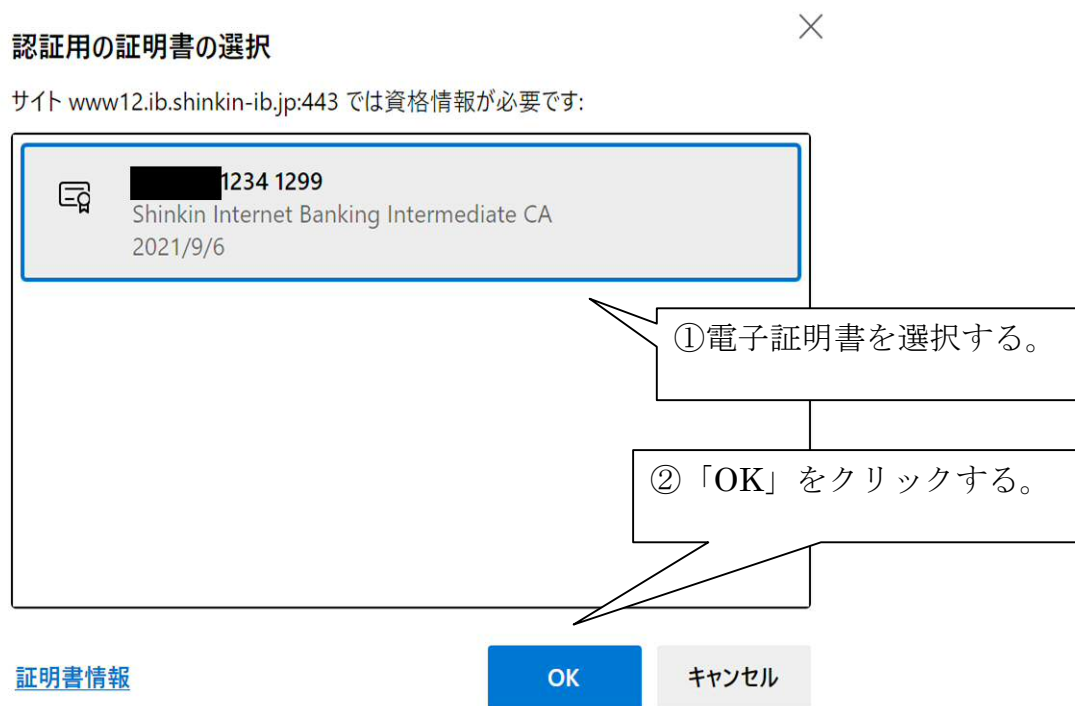 認証用の証明書の選択
サイト www12.ib.shinkin-ib.jp:443 では資格情報が必要です:
1234 1299
Shinkin Internet Banking Intermediate CA
2021/9/6
①電子証明書を選択する。
②「OK」をクリックする。
証明書情報
OK
キャンセル